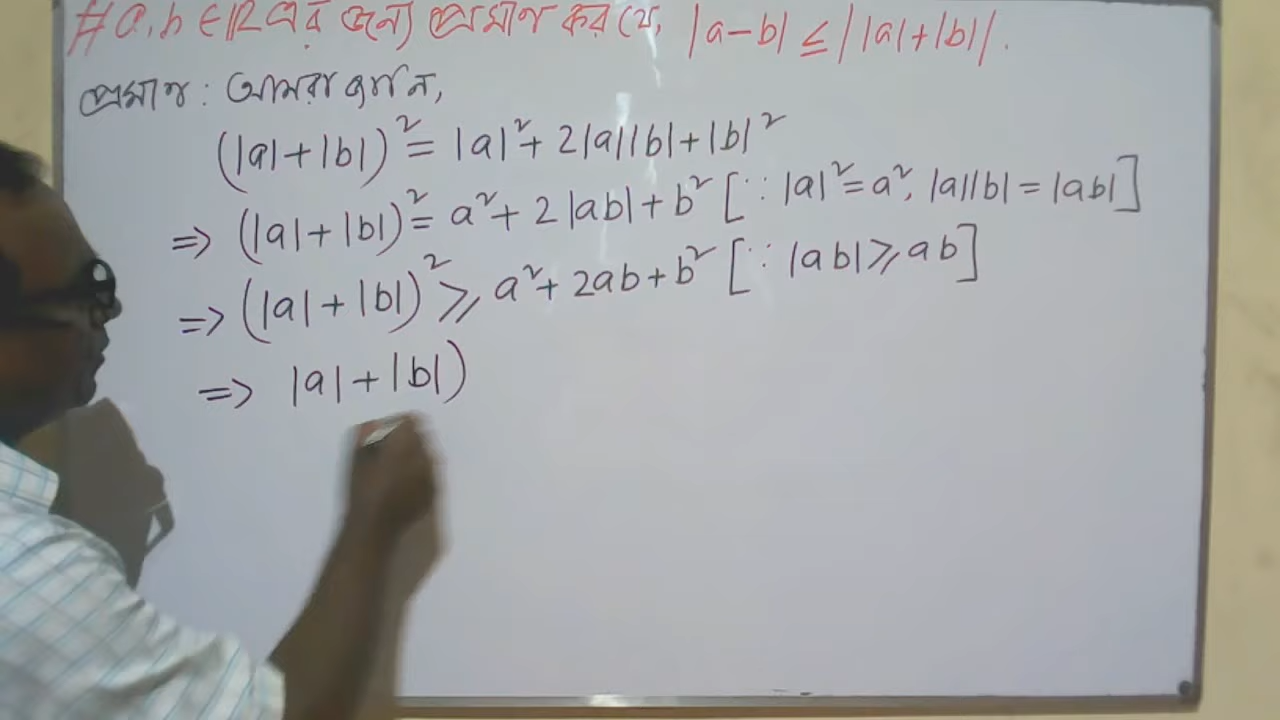 # a, b ∈ ℝ এর জন্য প্রমাণ কর যে, |a-b| ≤ ||a|+|b||.
প্রমাণ : আমরা জানি,
(|a|+|b|)² = |a|² + 2|a||b| + |b|²
=> (|a|+|b|)² = a² + 2|ab| + b² [∵ |a|² = a², |a||b| = |ab|]
=> (|a|+|b|)² ⩾ a² + 2ab + b² [∵ |ab| ⩾ ab]
=> |a|+|b|)